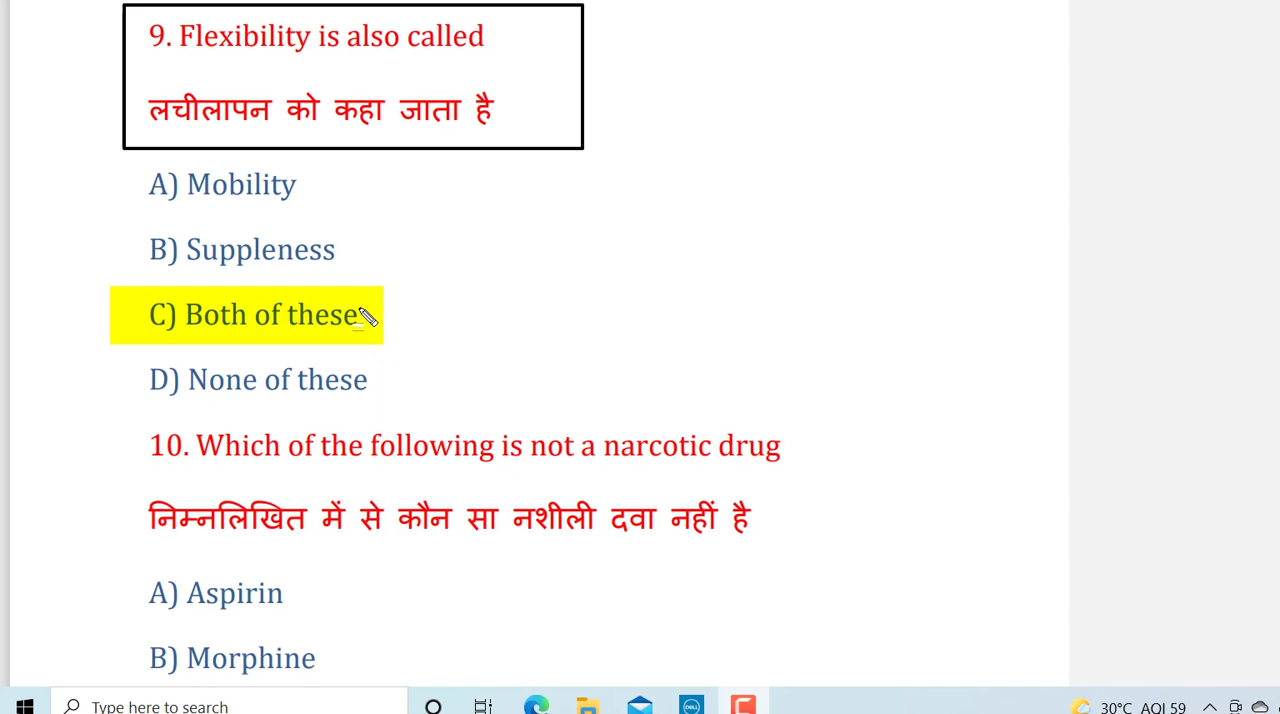 9. Flexibility is also called
लचीलापन को कहा जाता है
A) Mobility
B) Suppleness
C) Both of these
D) None of these
10. Which of the following is not a narcotic drug
निम्नलिखित में से कौन सा नशीली दवा नहीं है
A) Aspirin
B) Morphine
Type here to search
DELL
30°C AQI 59